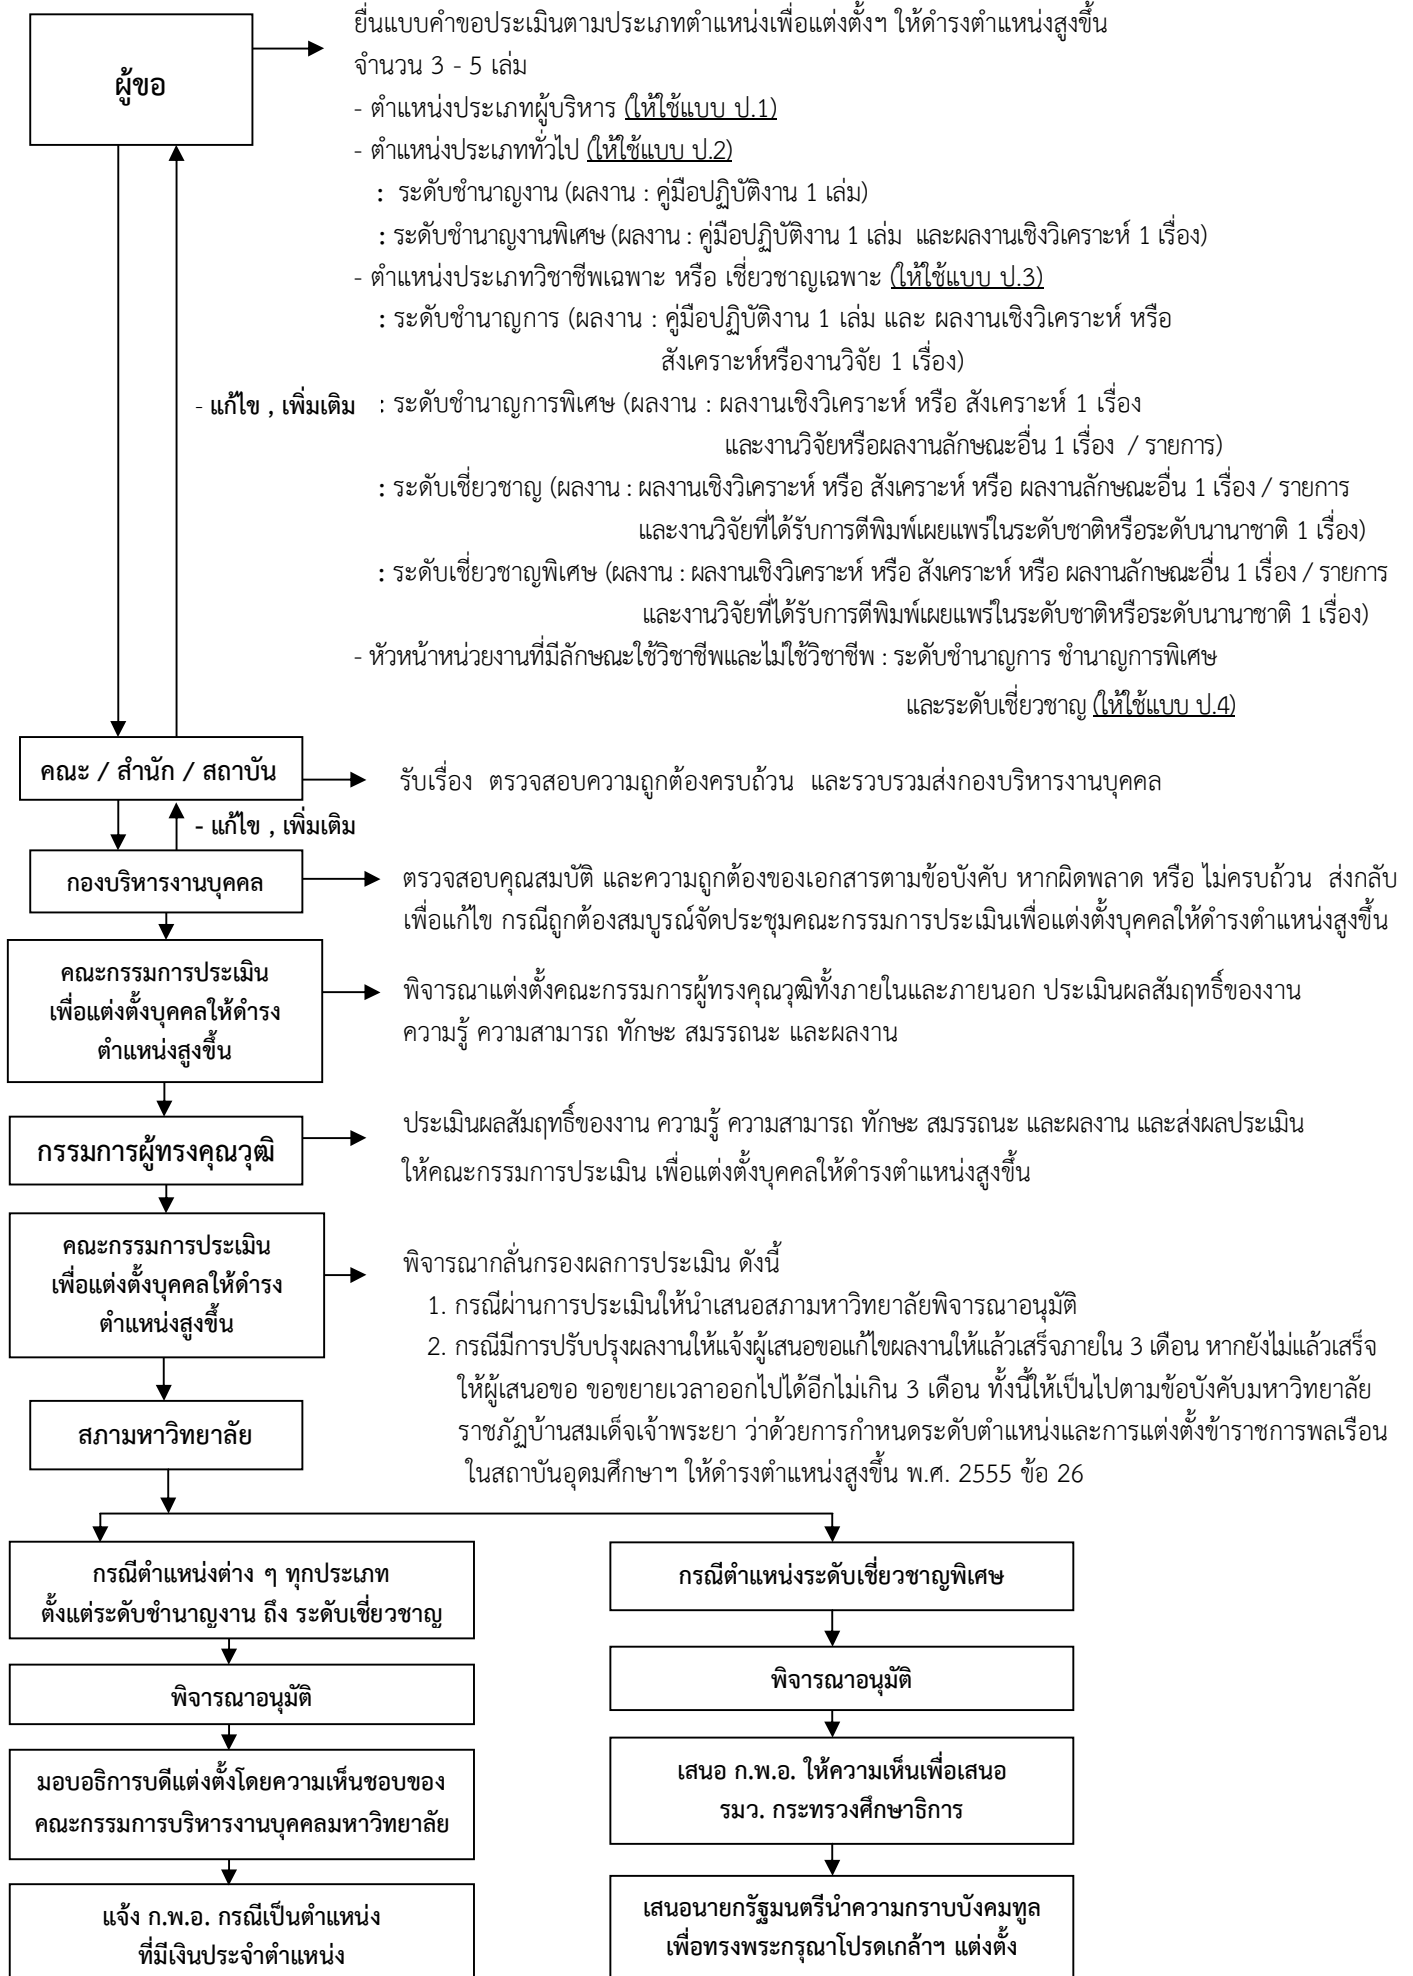 ยื่นแบบคำขอประเมินตามประเภทตำแหน่งเพื่อแต่งตั้งฯ ให้ดำรงตำแหน่งสูงขึ้น
จำนวน 3 - 5 เล่ม
ผู้ขอ
- ตำแหน่งประเภทผู้บริหาร (ให้ใช้แบบ ป.1)
- ตำแหน่งประเภททั่วไป (ให้ใช้แบบ ป.2)
: ระดับชำนาญงาน (ผลงาน : คู่มือปฏิบัติงาน 1 เล่ม)
: ระดับชำนาญงานพิเศษ (ผลงาน : คู่มือปฏิบัติงาน 1 เล่ม และผลงานเชิงวิเคราะห์ 1 เรื่อง)
- ตำแหน่งประเภทวิชาชีพเฉพาะ หรือ เชี่ยวชาญเฉพาะ (ให้ใช้แบบ ป.3)
: ระดับชำนาญการ (ผลงาน : คู่มือปฏิบัติงาน 1 เล่ม และ ผลงานเชิงวิเคราะห์ หรือ
สังเคราะห์หรืองานวิจัย 1 เรื่อง)
- แก้ไข , เพิ่มเติม
: ระดับชำนาญการพิเศษ (ผลงาน : ผลงานเชิงวิเคราะห์ หรือ สังเคราะห์ 1 เรื่อง
และงานวิจัยหรือผลงานลักษณะอื่น 1 เรื่อง / รายการ)
: ระดับเชี่ยวชาญ (ผลงาน : ผลงานเชิงวิเคราะห์ หรือ สังเคราะห์ หรือ ผลงานลักษณะอื่น 1 เรื่อง / รายการ
และงานวิจัยที่ได้รับการตีพิมพ์เผยแพร่ในระดับชาติหรือระดับนานาชาติ 1 เรื่อง)
: ระดับเชี่ยวชาญพิเศษ (ผลงาน : ผลงานเชิงวิเคราะห์ หรือ สังเคราะห์ หรือ ผลงานลักษณะอื่น 1 เรื่อง / รายการ
และงานวิจัยที่ได้รับการตีพิมพ์เผยแพร่ในระดับชาติหรือระดับนานาชาติ 1 เรื่อง)
- หัวหน้าหน่วยงานที่มีลักษณะใช้วิชาชีพและไม่ใช้วิชาชีพ : ระดับชำนาญการ ชำนาญการพิเศษ
และระดับเชี่ยวชาญ (ให้ใช้แบบ ป.4)
คณะ / สำนัก / สถาบัน
รับเรื่อง ตรวจสอบความถูกต้องครบถ้วน และรวบรวมส่งกองบริหารงานบุคคล
- แก้ไข , เพิ่มเติม
กองบริหารงานบุคคล
ตรวจสอบคุณสมบัติ และความถูกต้องของเอกสารตามข้อบังคับ หากผิดพลาด หรือ ไม่ครบถ้วน ส่งกลับ
เพื่อแก้ไข กรณีถูกต้องสมบูรณ์จัดประชุมคณะกรรมการประเมินเพื่อแต่งตั้งบุคคลให้ดำรงตำแหน่งสูงขึ้น
คณะกรรมการประเมิน
เพื่อแต่งตั้งบุคคลให้ดำรง
ตำแหน่งสูงขึ้น
พิจารณาแต่งตั้งคณะกรรมการผู้ทรงคุณวุฒิทั้งภายในและภายนอก ประเมินผลสัมฤทธิ์ของงาน
ความรู้ ความสามารถ ทักษะ สมรรถนะ และผลงาน
กรรมการผู้ทรงคุณวุฒิ
ประเมินผลสัมฤทธิ์ของงาน ความรู้ ความสามารถ ทักษะ สมรรถนะ และผลงาน และส่งผลประเมิน
ให้คณะกรรมการประเมิน เพื่อแต่งตั้งบุคคลให้ดำรงตำแหน่งสูงขึ้น
คณะกรรมการประเมิน
เพื่อแต่งตั้งบุคคลให้ดำรง
ตำแหน่งสูงขึ้น
พิจารณากลั่นกรองผลการประเมิน ดังนี้
1. กรณีผ่านการประเมินให้นำเสนอสภามหาวิทยาลัยพิจารณาอนุมัติ
2. กรณีมีการปรับปรุงผลงานให้แจ้งผู้เสนอขอแก้ไขผลงานให้แล้วเสร็จภายใน 3 เดือน หากยังไม่แล้วเสร็จ
ให้ผู้เสนอขอ ขอขยายเวลาออกไปได้อีกไม่เกิน 3 เดือน ทั้งนี้ให้เป็นไปตามข้อบังคับมหาวิทยาลัย
ราชภัฏบ้านสมเด็จเจ้าพระยา ว่าด้วยการกำหนดระดับตำแหน่งและการแต่งตั้งข้าราชการพลเรือน
ในสถาบันอุดมศึกษาฯ ให้ดำรงตำแหน่งสูงขึ้น พ.ศ. 2555 ข้อ 26
สภามหาวิทยาลัย
กรณีตำแหน่งต่าง ๆ ทุกประเภท
ตั้งแต่ระดับชำนาญงาน ถึง ระดับเชี่ยวชาญ
พิจารณาอนุมัติ
มอบอธิการบดีแต่งตั้งโดยความเห็นชอบของ
คณะกรรมการบริหารงานบุคคลมหาวิทยาลัย
แจ้ง ก.พ.อ. กรณีเป็นตำแหน่ง
ที่มีเงินประจำตำแหน่ง
กรณีตำแหน่งระดับเชี่ยวชาญพิเศษ
พิจารณาอนุมัติ
เสนอ ก.พ.อ. ให้ความเห็นเพื่อเสนอ
รมว. กระทรวงศึกษาธิการ
เสนอนายกรัฐมนตรีนำความกราบบังคมทูล
เพื่อทรงพระกรุณาโปรดเกล้าฯ แต่งตั้ง